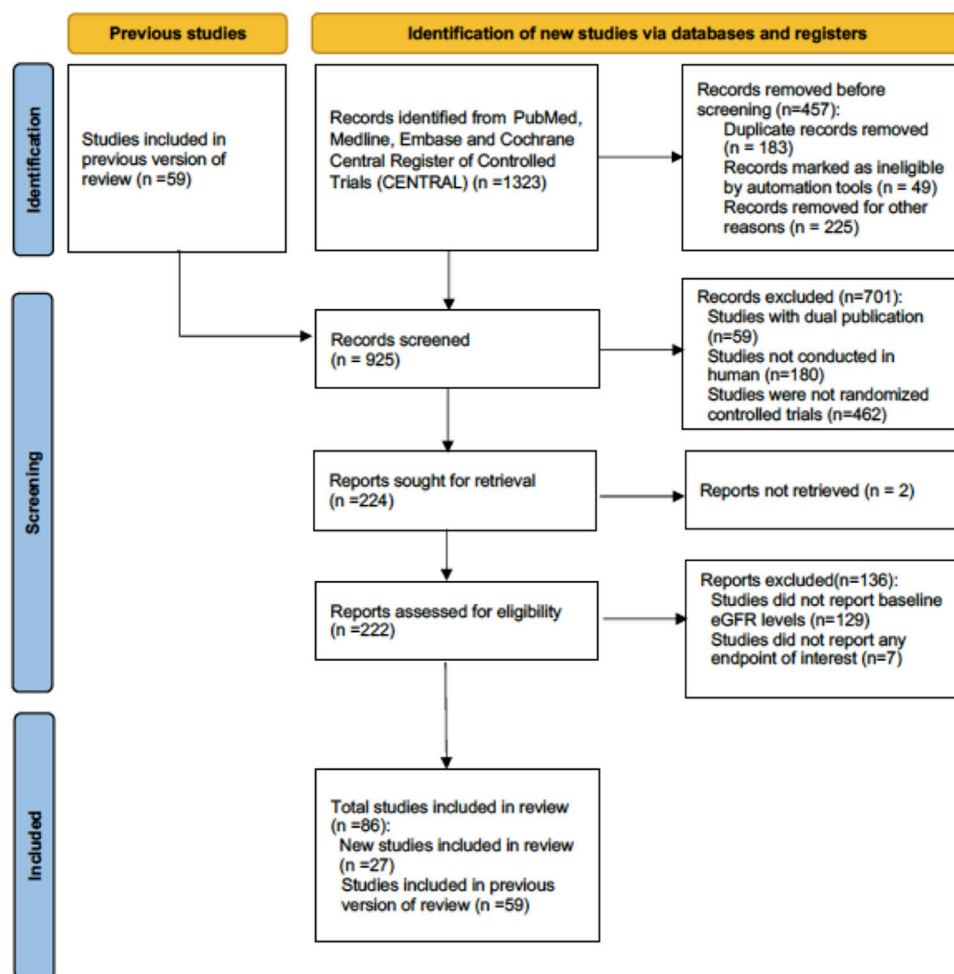 Previous studies
Identification of new studies via databases and registers
Identification
Studies included in
previous version of
review (n =59)
Records identified from PubMed,
Medline, Embase and Cochrane
Central Register of Controlled
Trials (CENTRAL) (n =1323)
Records removed before
screening (n=457):
Duplicate records removed
(n = 183)
Records marked as ineligible
by automation tools (n = 49)
Records removed for other
reasons (n = 225)
Screening
Records screened
(n = 925)
Records excluded (n=701):
Studies with dual publication
(n=59)
Studies not conducted in
human (n=180)
Studies were not randomized
controlled trials (n=462)
Reports sought for retrieval
(n =224)
Reports not retrieved (n = 2)
Reports assessed for eligibility
(n =222)
Reports excluded(n=136):
Studies did not report baseline
eGFR levels (n=129)
Studies did not report any
endpoint of interest (n=7)
Included
Total studies included in review
(n =86):
New studies included in review
(n =27)
Studies included in previous
version of review (n =59)